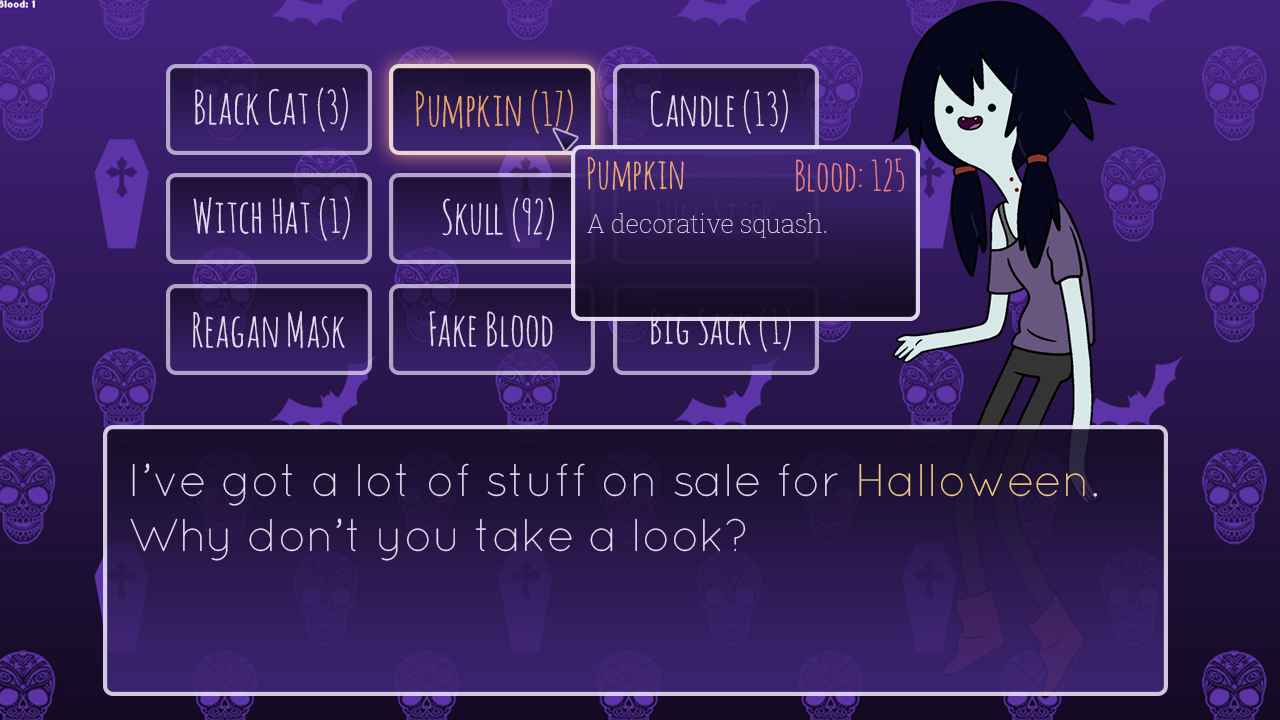 Blood: 1
Black Cat (3)
Pumpkin (17)
Candle (13)
Pumpkin
Blood: 125
A decorative squash.
Witch Hat (1)
Skull (92)
Reagan Mask
Fake Blood
Big Sack (1)
I've got a lot of stuff on sale for Halloween.
Why don't you take a look?